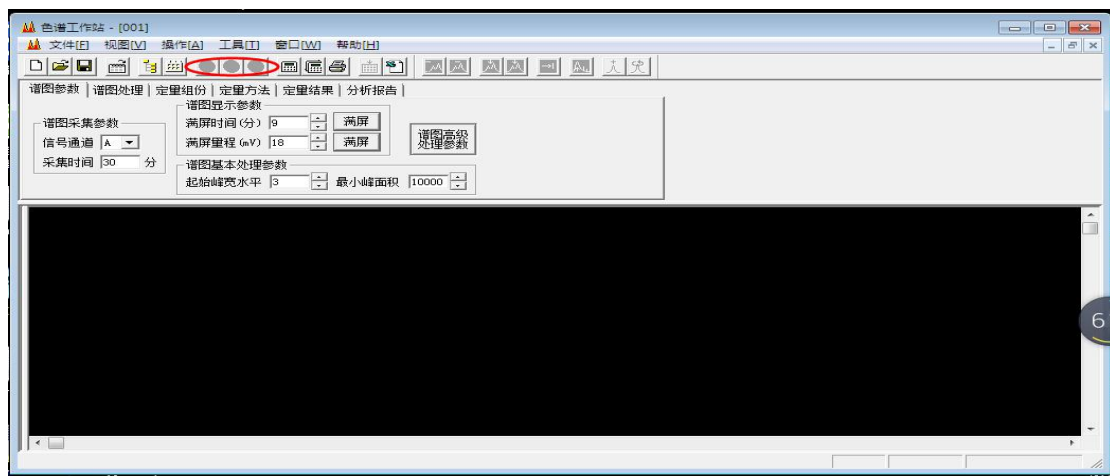 色谱工作站 - [001]
文件[F] 视图[V] 操作[A] 工具[T] 窗口[W] 帮助[H]
谱图参数 谱图处理 定量组份 定量方法 定量结果 分析报告
谱图采集参数
信号通道 A
采集时间 30 分
谱图显示参数
满屏时间(分) 9 满屏
满屏量程(mV) 18 满屏
谱图基本处理参数
起始峰宽水平 3 最小峰面积 10000
谱图高级
处理参数
6